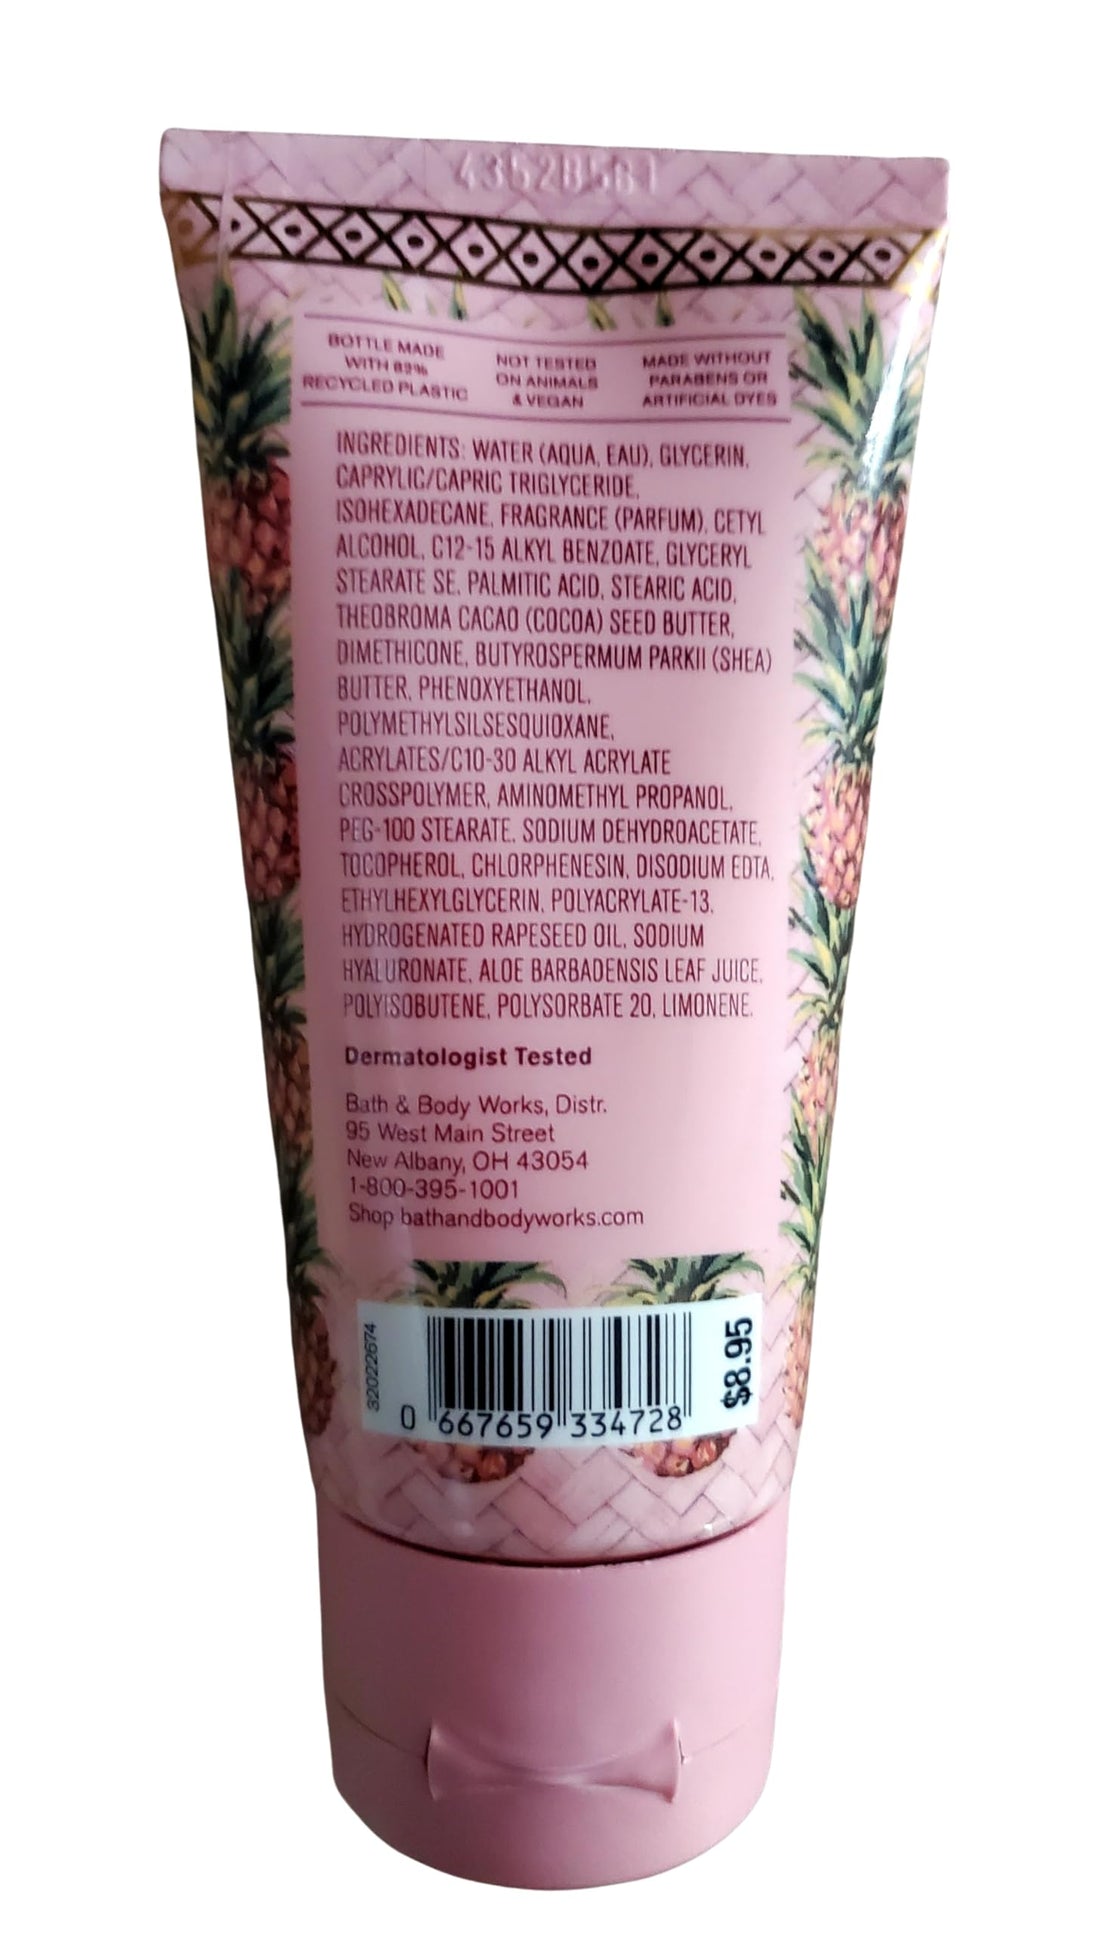 43528561
BOTTLE MADE
WITH 82%
RECYCLED PLASTIC
NOT TESTED
ON ANIMALS
& VEGAN
MADE WITHOUT
PARABENS OR
ARTIFICIAL DYES
INGREDIENTS: WATER (AQUA, EAU), GLYCERIN,
CAPRYLIC/CAPRIC TRIGLYCERIDE,
ISOHEXADECANE, FRAGRANCE (PARFUM), CETYL
ALCOHOL, C12-15 ALKYL BENZOATE, GLYCERYL
STEARATE SE, PALMITIC ACID, STEARIC ACID,
THEOBROMA CACAO (COCOA) SEED BUTTER,
DIMETHICONE, BUTYROSPERMUM PARKII (SHEA)
BUTTER, PHENOXYETHANOL,
POLYMETHYLSILSESQUIOXANE,
ACRYLATES/C10-30 ALKYL ACRYLATE
CROSSPOLYMER, AMINOMETHYL PROPANOL,
PEG-100 STEARATE, SODIUM DEHYDROACETATE,
TOCOPHEROL, CHLORPHENESIN, DISODIUM EDTA,
ETHYLHEXYLGLYCERIN, POLYACRYLATE-13,
HYDROGENATED RAPESEED OIL, SODIUM
HYALURONATE, ALOE BARBADENSIS LEAF JUICE,
POLYISOBUTENE, POLYSORBATE 20, LIMONENE.
Dermatologist Tested
Bath & Body Works, Distr.
95 West Main Street
New Albany, OH 43054
1-800-395-1001
Shop bathandbodyworks.com
32022674
0 667659 334728
$8.95